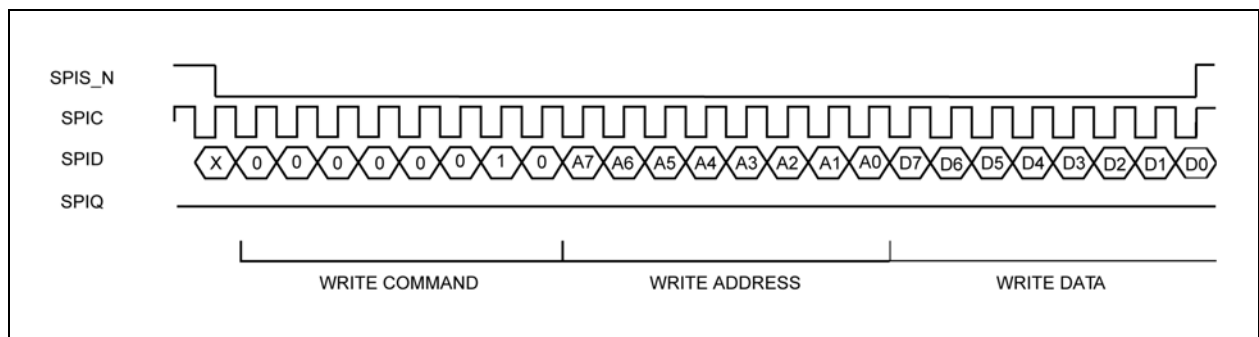 SPIS_N
SPIC
SPID X 0 0 0 0 0 0 1 0 A7 A6 A5 A4 A3 A2 A1 A0 D7 D6 D5 D4 D3 D2 D1 D0
SPIQ
WRITE COMMAND WRITE ADDRESS WRITE DATA